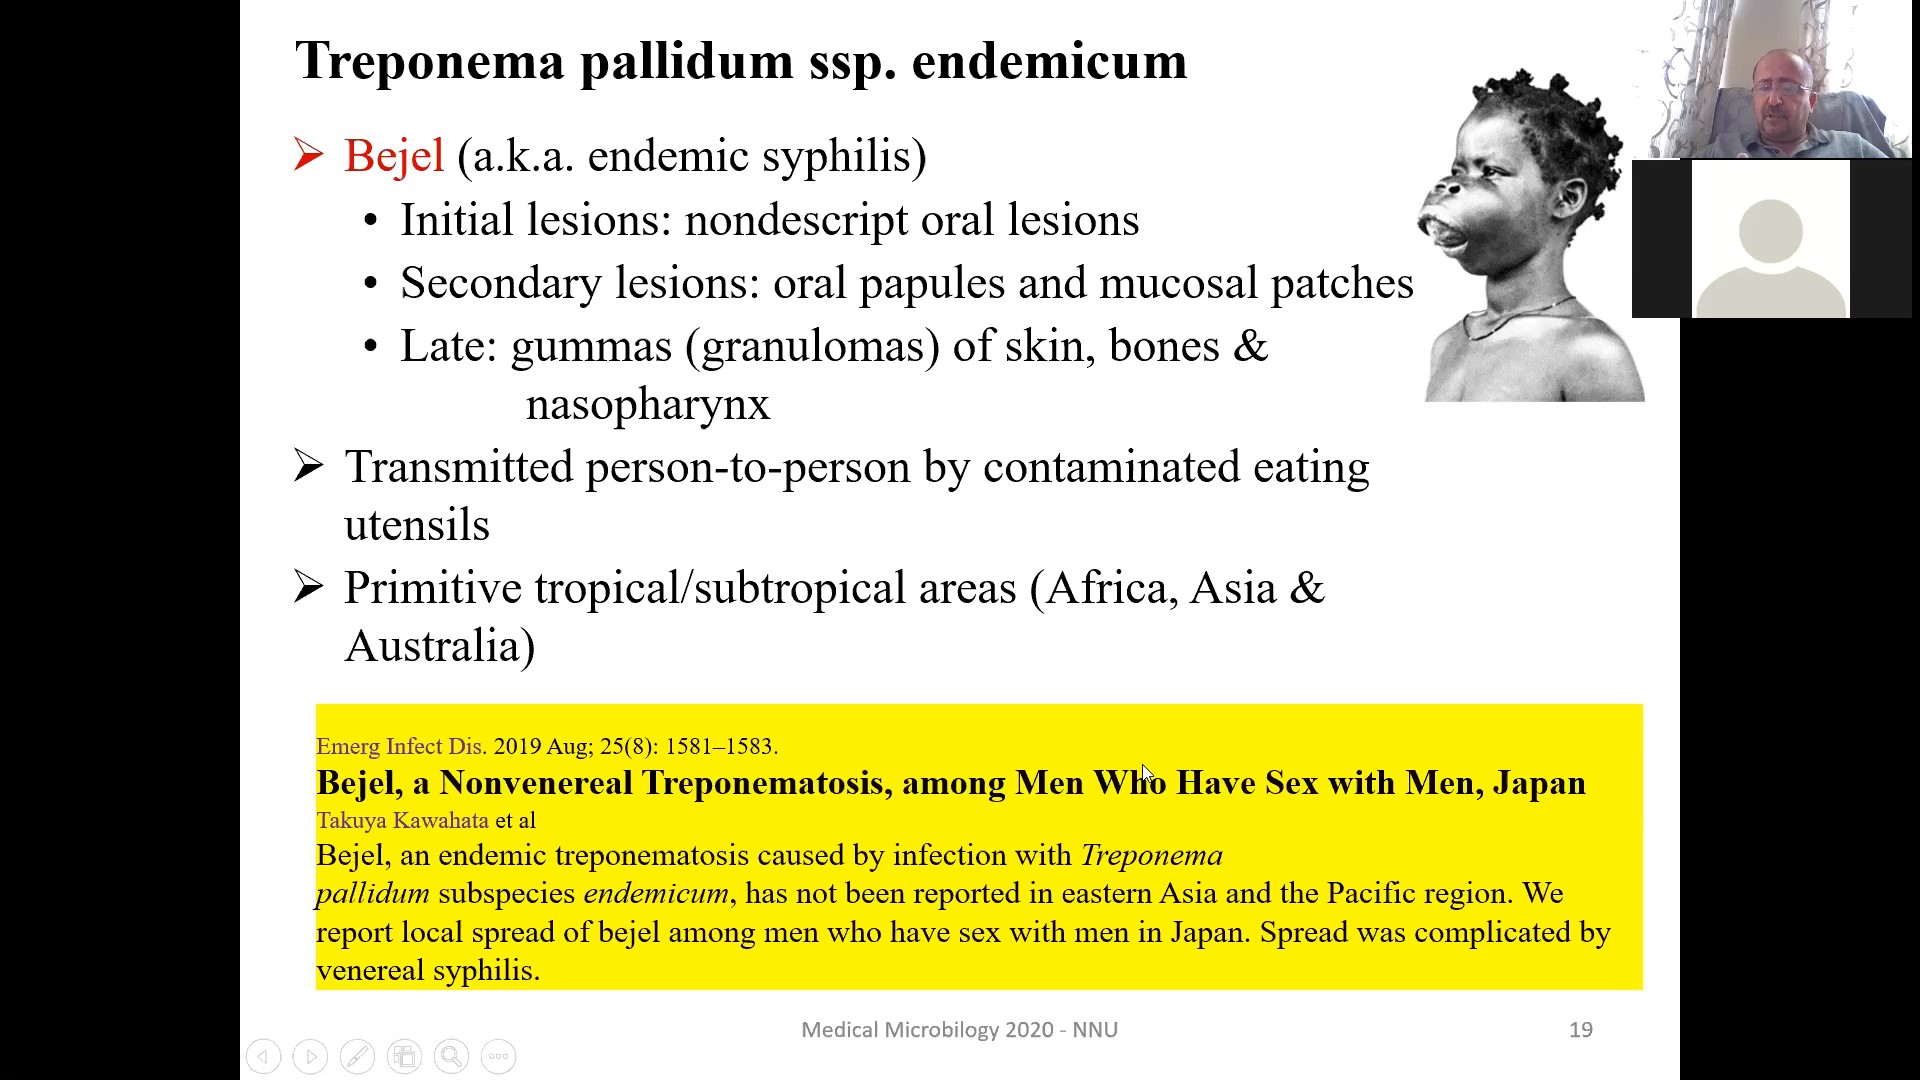 Treponema pallidum ssp. endemicum
➢ Bejel (a.k.a. endemic syphilis)
• Initial lesions: nondescript oral lesions
• Secondary lesions: oral papules and mucosal patches
• Late: gummas (granulomas) of skin, bones &
nasopharynx
➢ Transmitted person-to-person by contaminated eating
utensils
➢ Primitive tropical/subtropical areas (Africa, Asia &
Australia)
Emerg Infect Dis. 2019 Aug; 25(8): 1581–1583.
Bejel, a Nonvenereal Treponematosis, among Men Who Have Sex with Men, Japan
Takuya Kawahata et al
Bejel, an endemic treponematosis caused by infection with Treponema
pallidum subspecies endemicum, has not been reported in eastern Asia and the Pacific region. We
report local spread of bejel among men who have sex with men in Japan. Spread was complicated by
venereal syphilis.
Medical Microbilogy 2020 - NNU
19